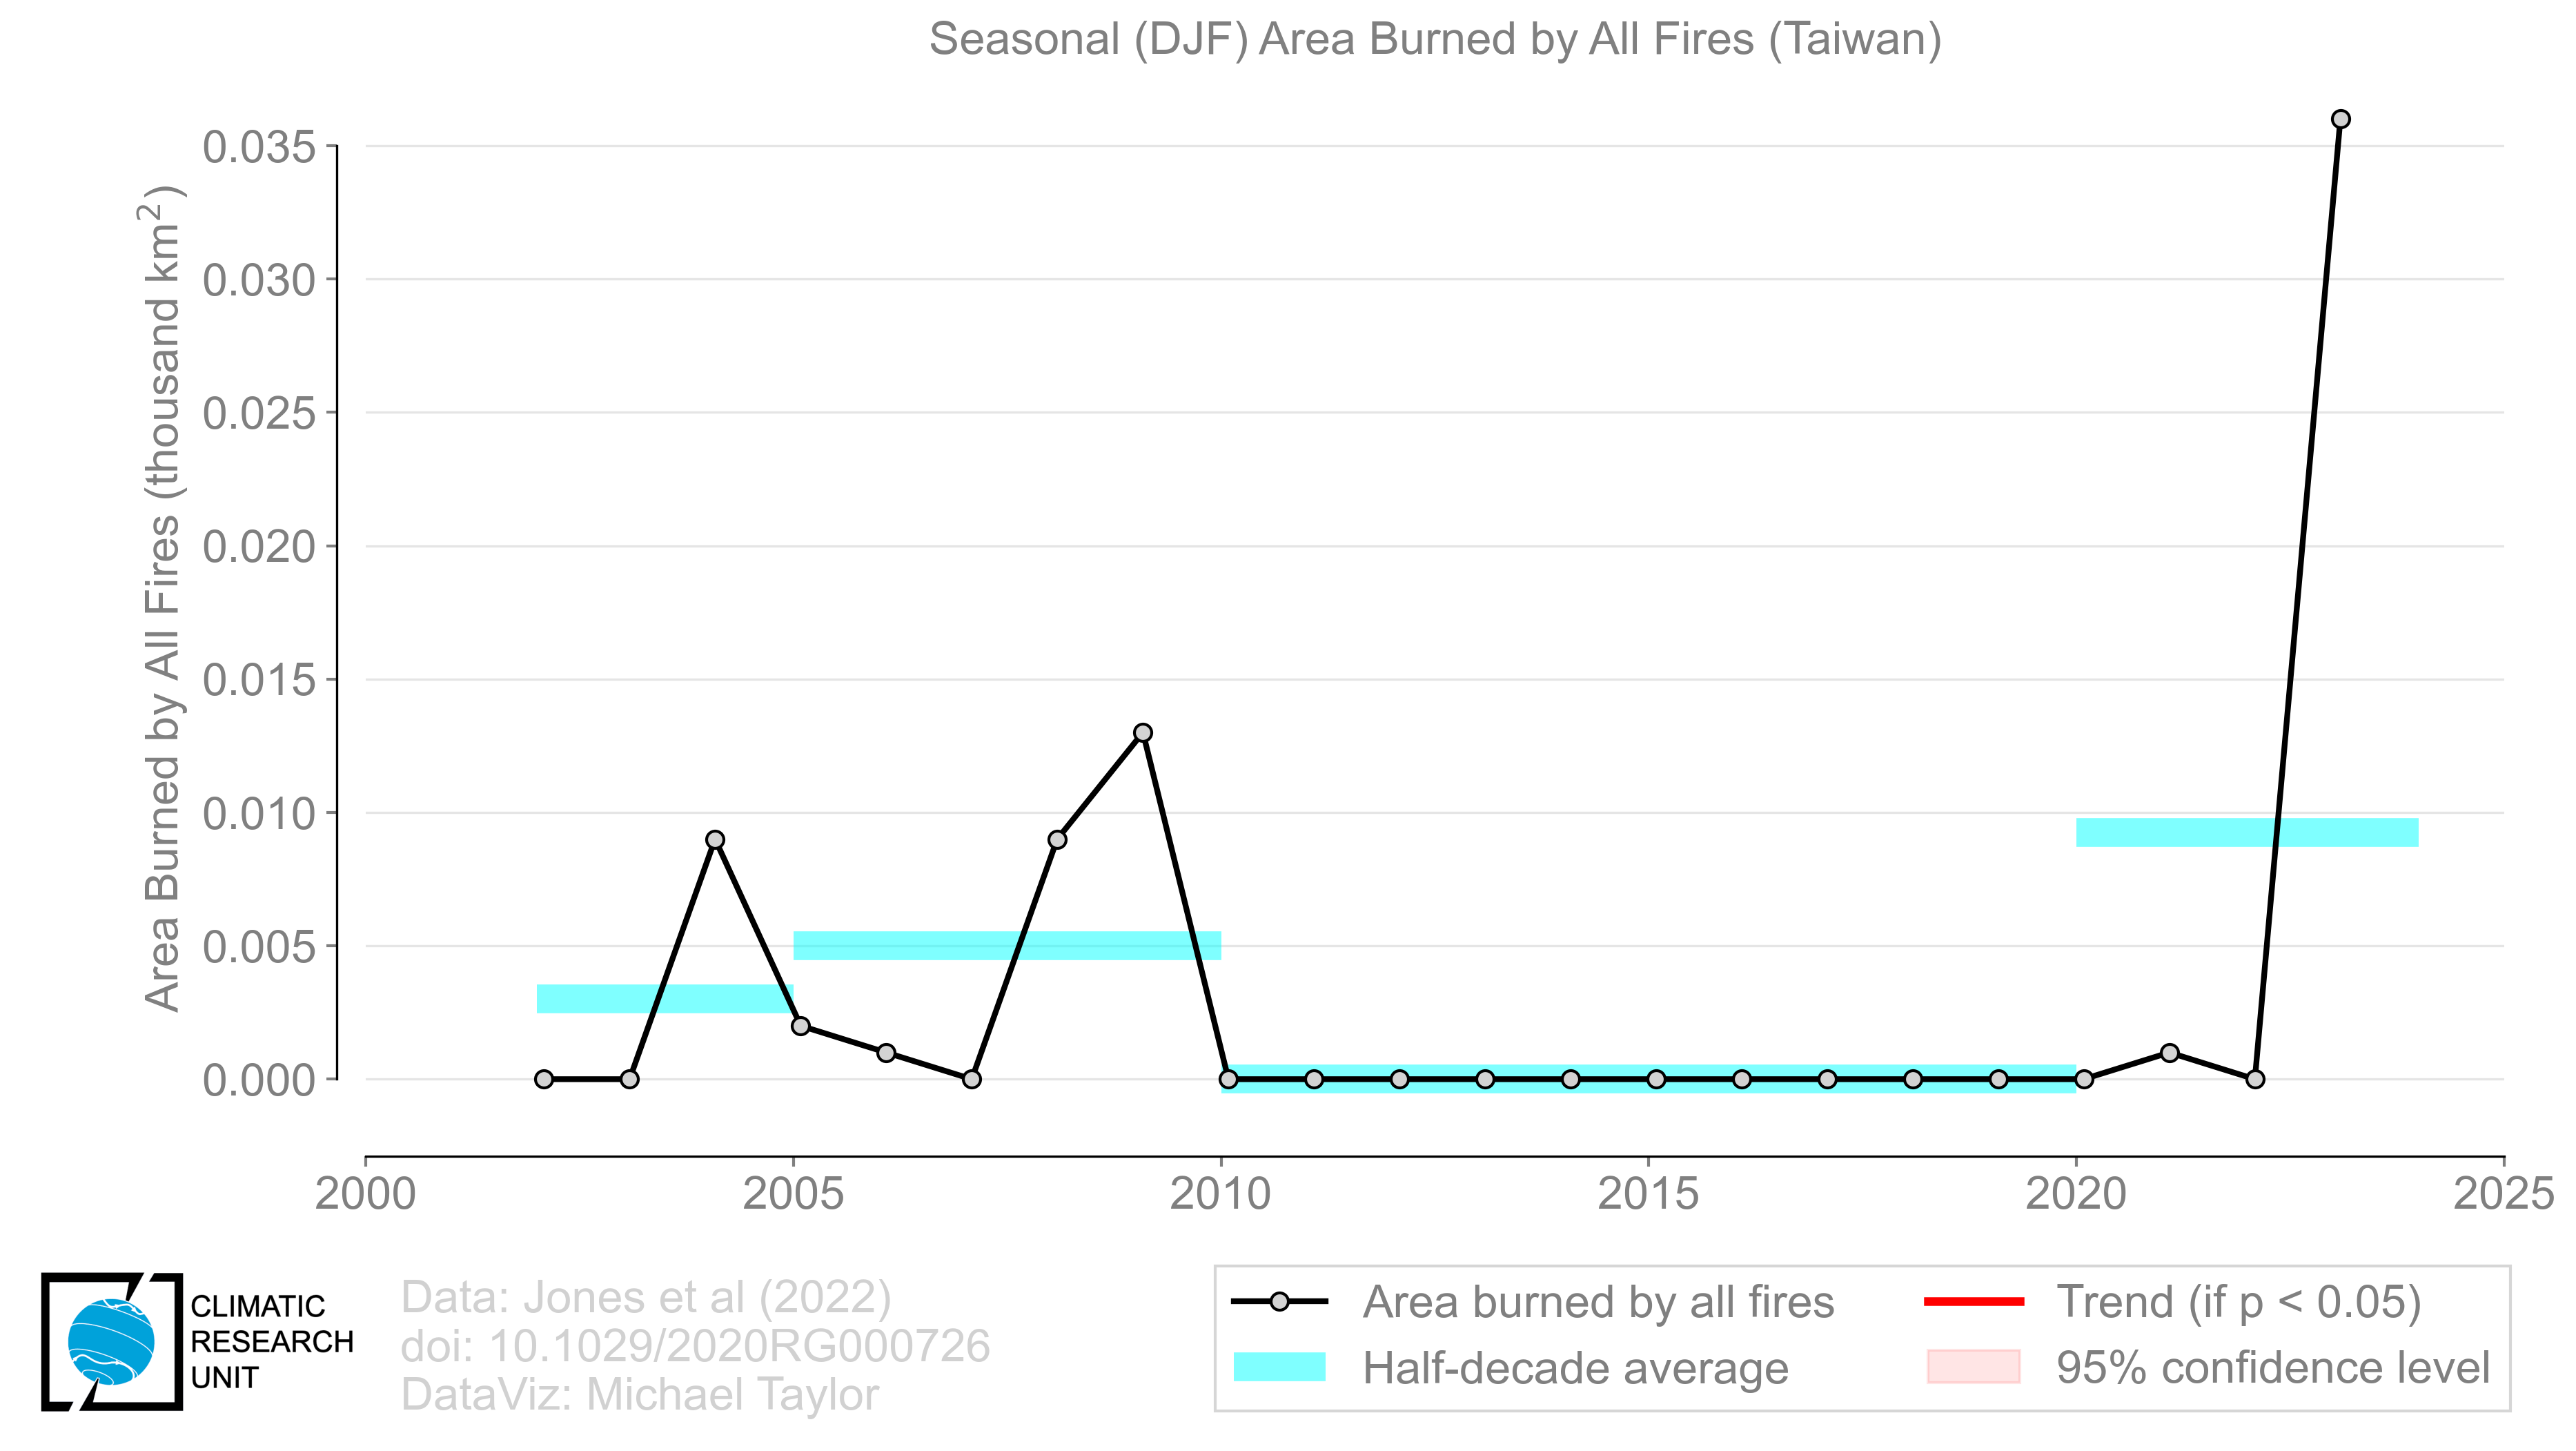 Seasonal (DJF) Area Burned by All Fires (Taiwan)
Area Burned by All Fires (thousand km²)
0.035
0.030
0.025
0.020
0.015
0.010
0.005
0.000
2000 2005 2010 2015 2020 2025
CLIMATIC
RESEARCH
UNIT
Data: Jones et al (2022)
doi: 10.1029/2020RG000726
DataViz: Michael Taylor
Area burned by all fires
Half-decade average
Trend (if p < 0.05)
95% confidence level